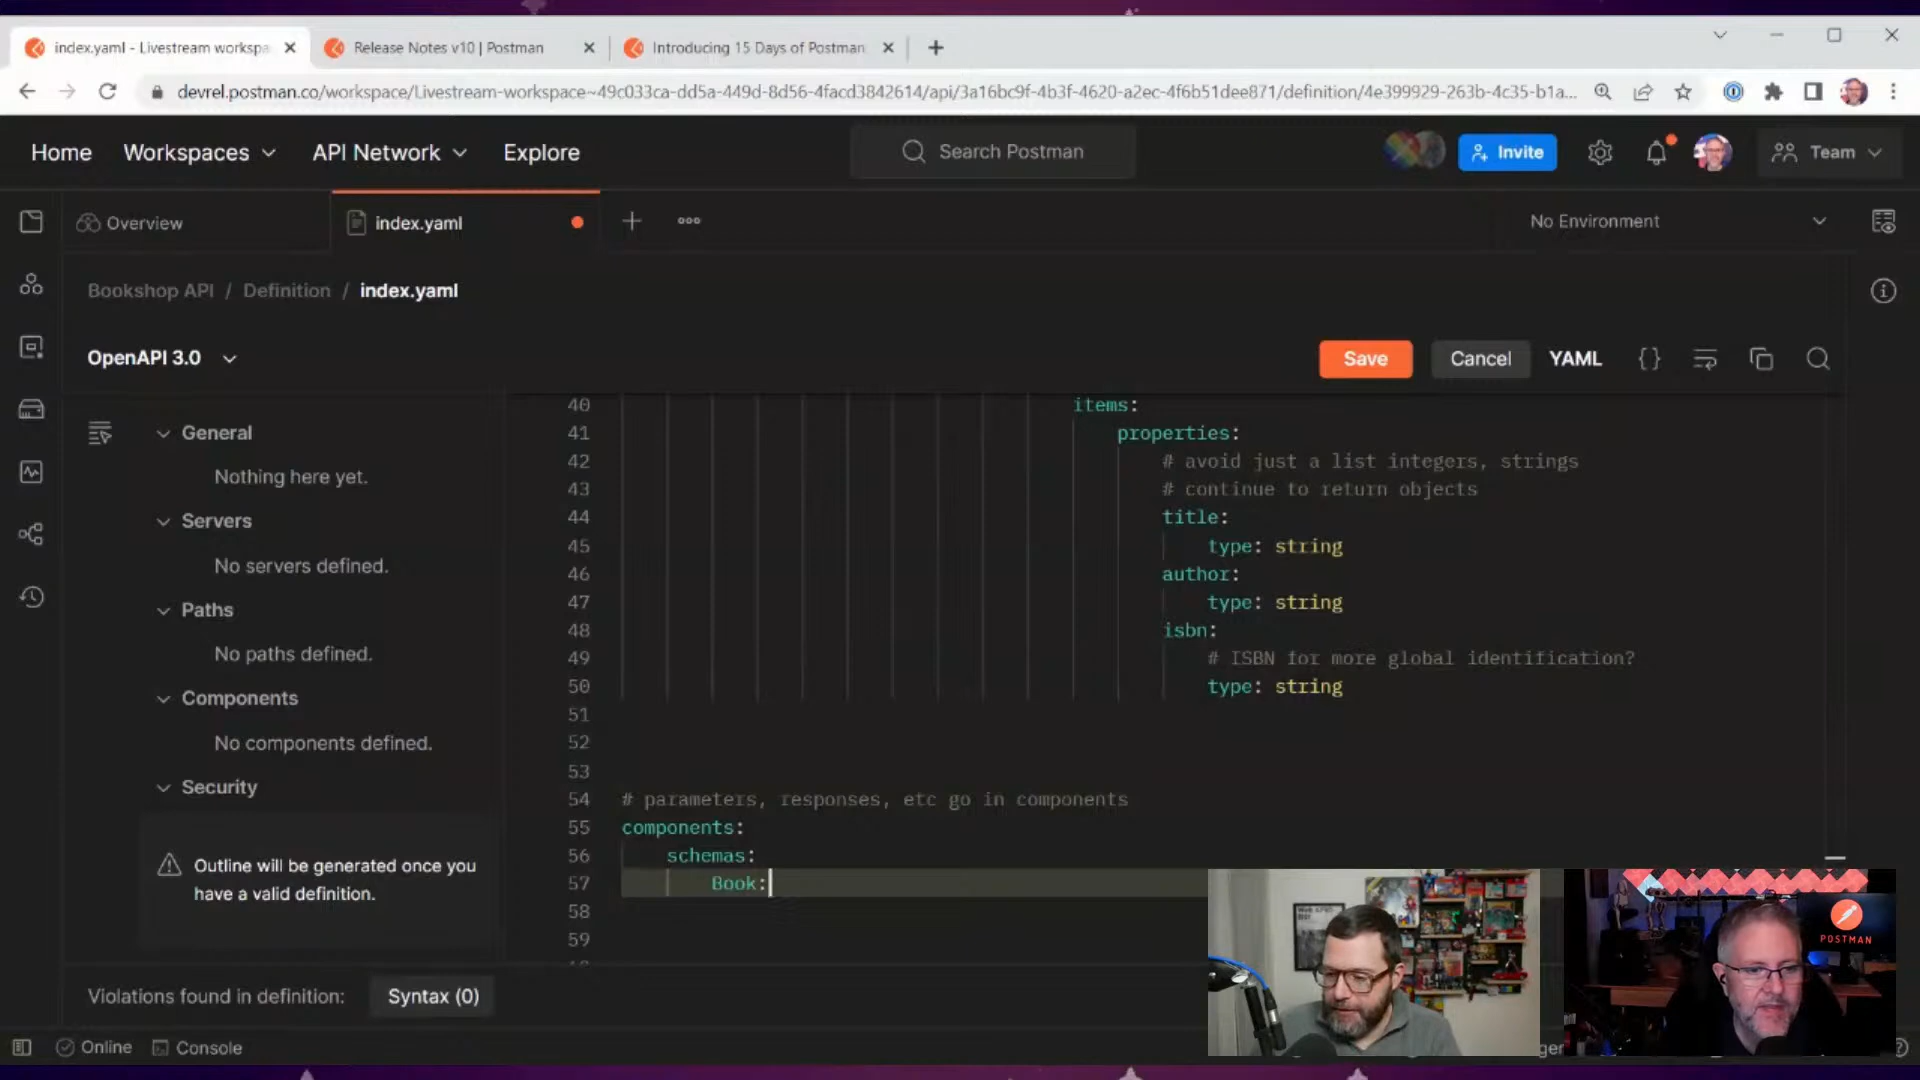 index.yaml - Livestream workspa
Release Notes v10 | Postman
Introducing 15 Days of Postman
devrel.postman.co/workspace/Livestream-workspace~49c033ca-dd5a-449d-8d56-4facd3842614/api/3a16bc9f-4b3f-4620-a2ec-4f6b51dee871/definition/4e399929-263b-4c35-b1a...
Home
Workspaces
API Network
Explore
Search Postman
Invite
Team
Overview
index.yaml
No Environment
Bookshop API / Definition / index.yaml
OpenAPI 3.0
Save
Cancel
YAML
General
Nothing here yet.
Servers
No servers defined.
Paths
No paths defined.
Components
No components defined.
Security
Outline will be generated once you
have a valid definition.
40 items:
41 properties:
42 # avoid just a list integers, strings
43 # continue to return objects
44 title:
45 type: string
46 author:
47 type: string
48 isbn:
49 # ISBN for more global identification?
50 type: string
51
52
53
54 # parameters, responses, etc go in components
55 components:
56 schemas:
57 Book:
58
59
POSTMAN
Violations found in definition:
Syntax (0)
Online
Console